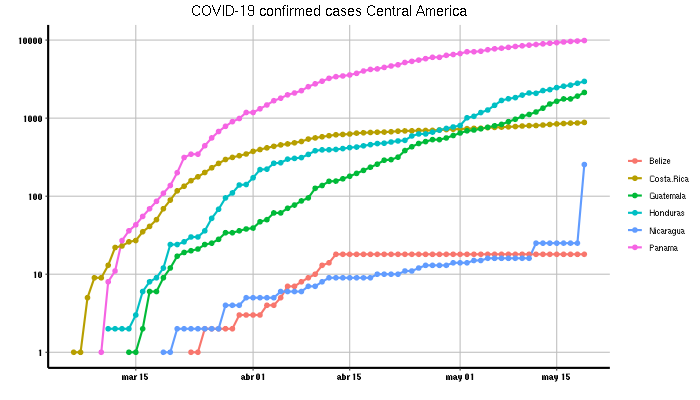 COVID-19 confirmed cases Central America
10000
1000
100
10
1
mar 15
abr 01
abr 15
may 01
may 15
Belize
Costa.Rica
Guatemala
Honduras
Nicaragua
Panama